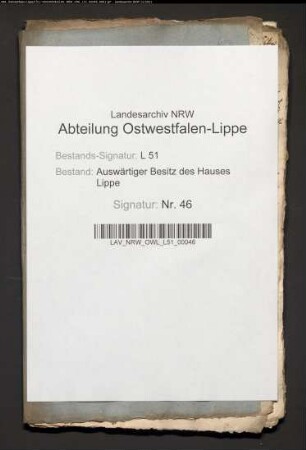 Landesarchiv NRW
Abteilung Ostwestfalen-Lippe
Bestands-Signatur: L 51
Bestand: Auswärtiger Besitz des Hauses
Lippe
Signatur: Nr. 46
LAV_NRW_OWL_L51_00046